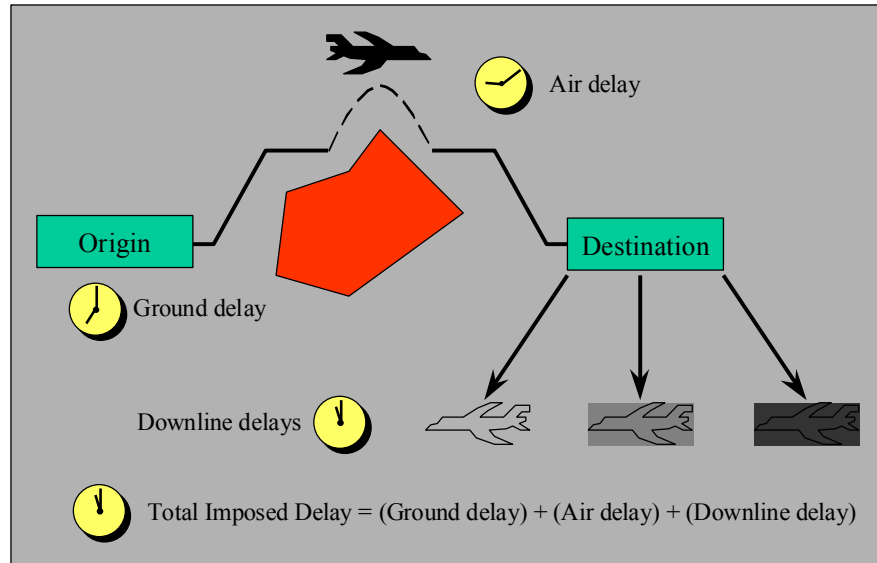 Air delay
Origin
Destination
Ground delay
Downline delays
Total Imposed Delay = (Ground delay) + (Air delay) + (Downline delay)